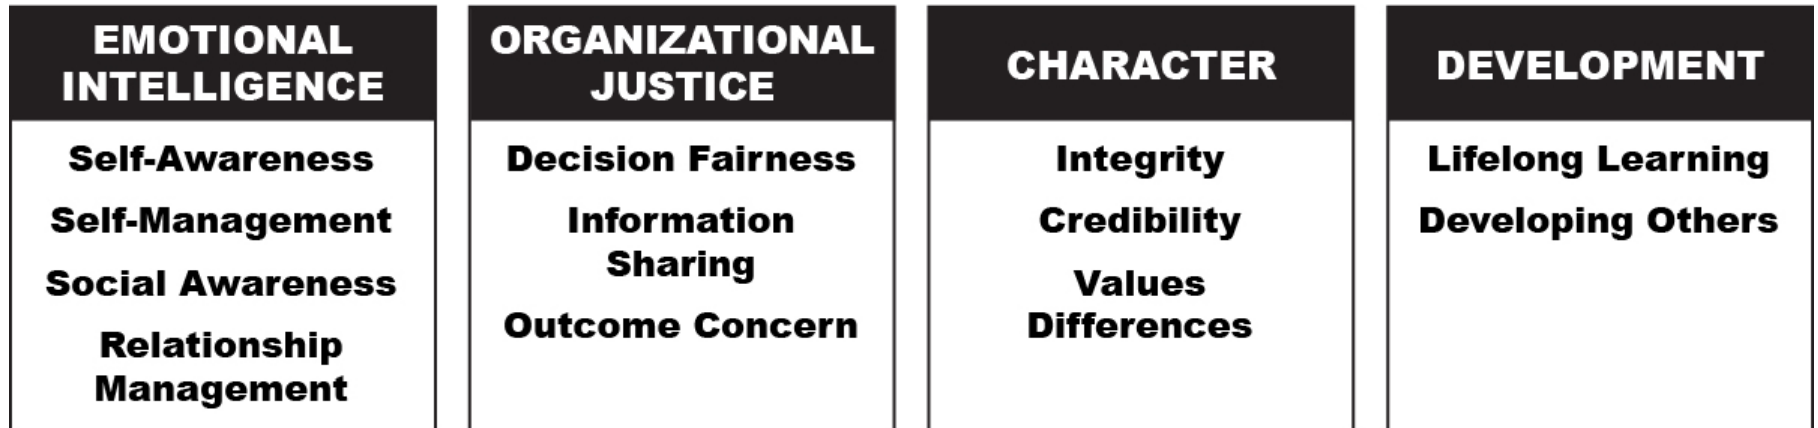 EMOTIONAL
INTELLIGENCE
Self-Awareness
Self-Management
Social Awareness
Relationship
Management
ORGANIZATIONAL
JUSTICE
Decision Fairness
Information
Sharing
Outcome Concern
CHARACTER
Integrity
Credibility
Values
Differences
DEVELOPMENT
Lifelong Learning
Developing Others